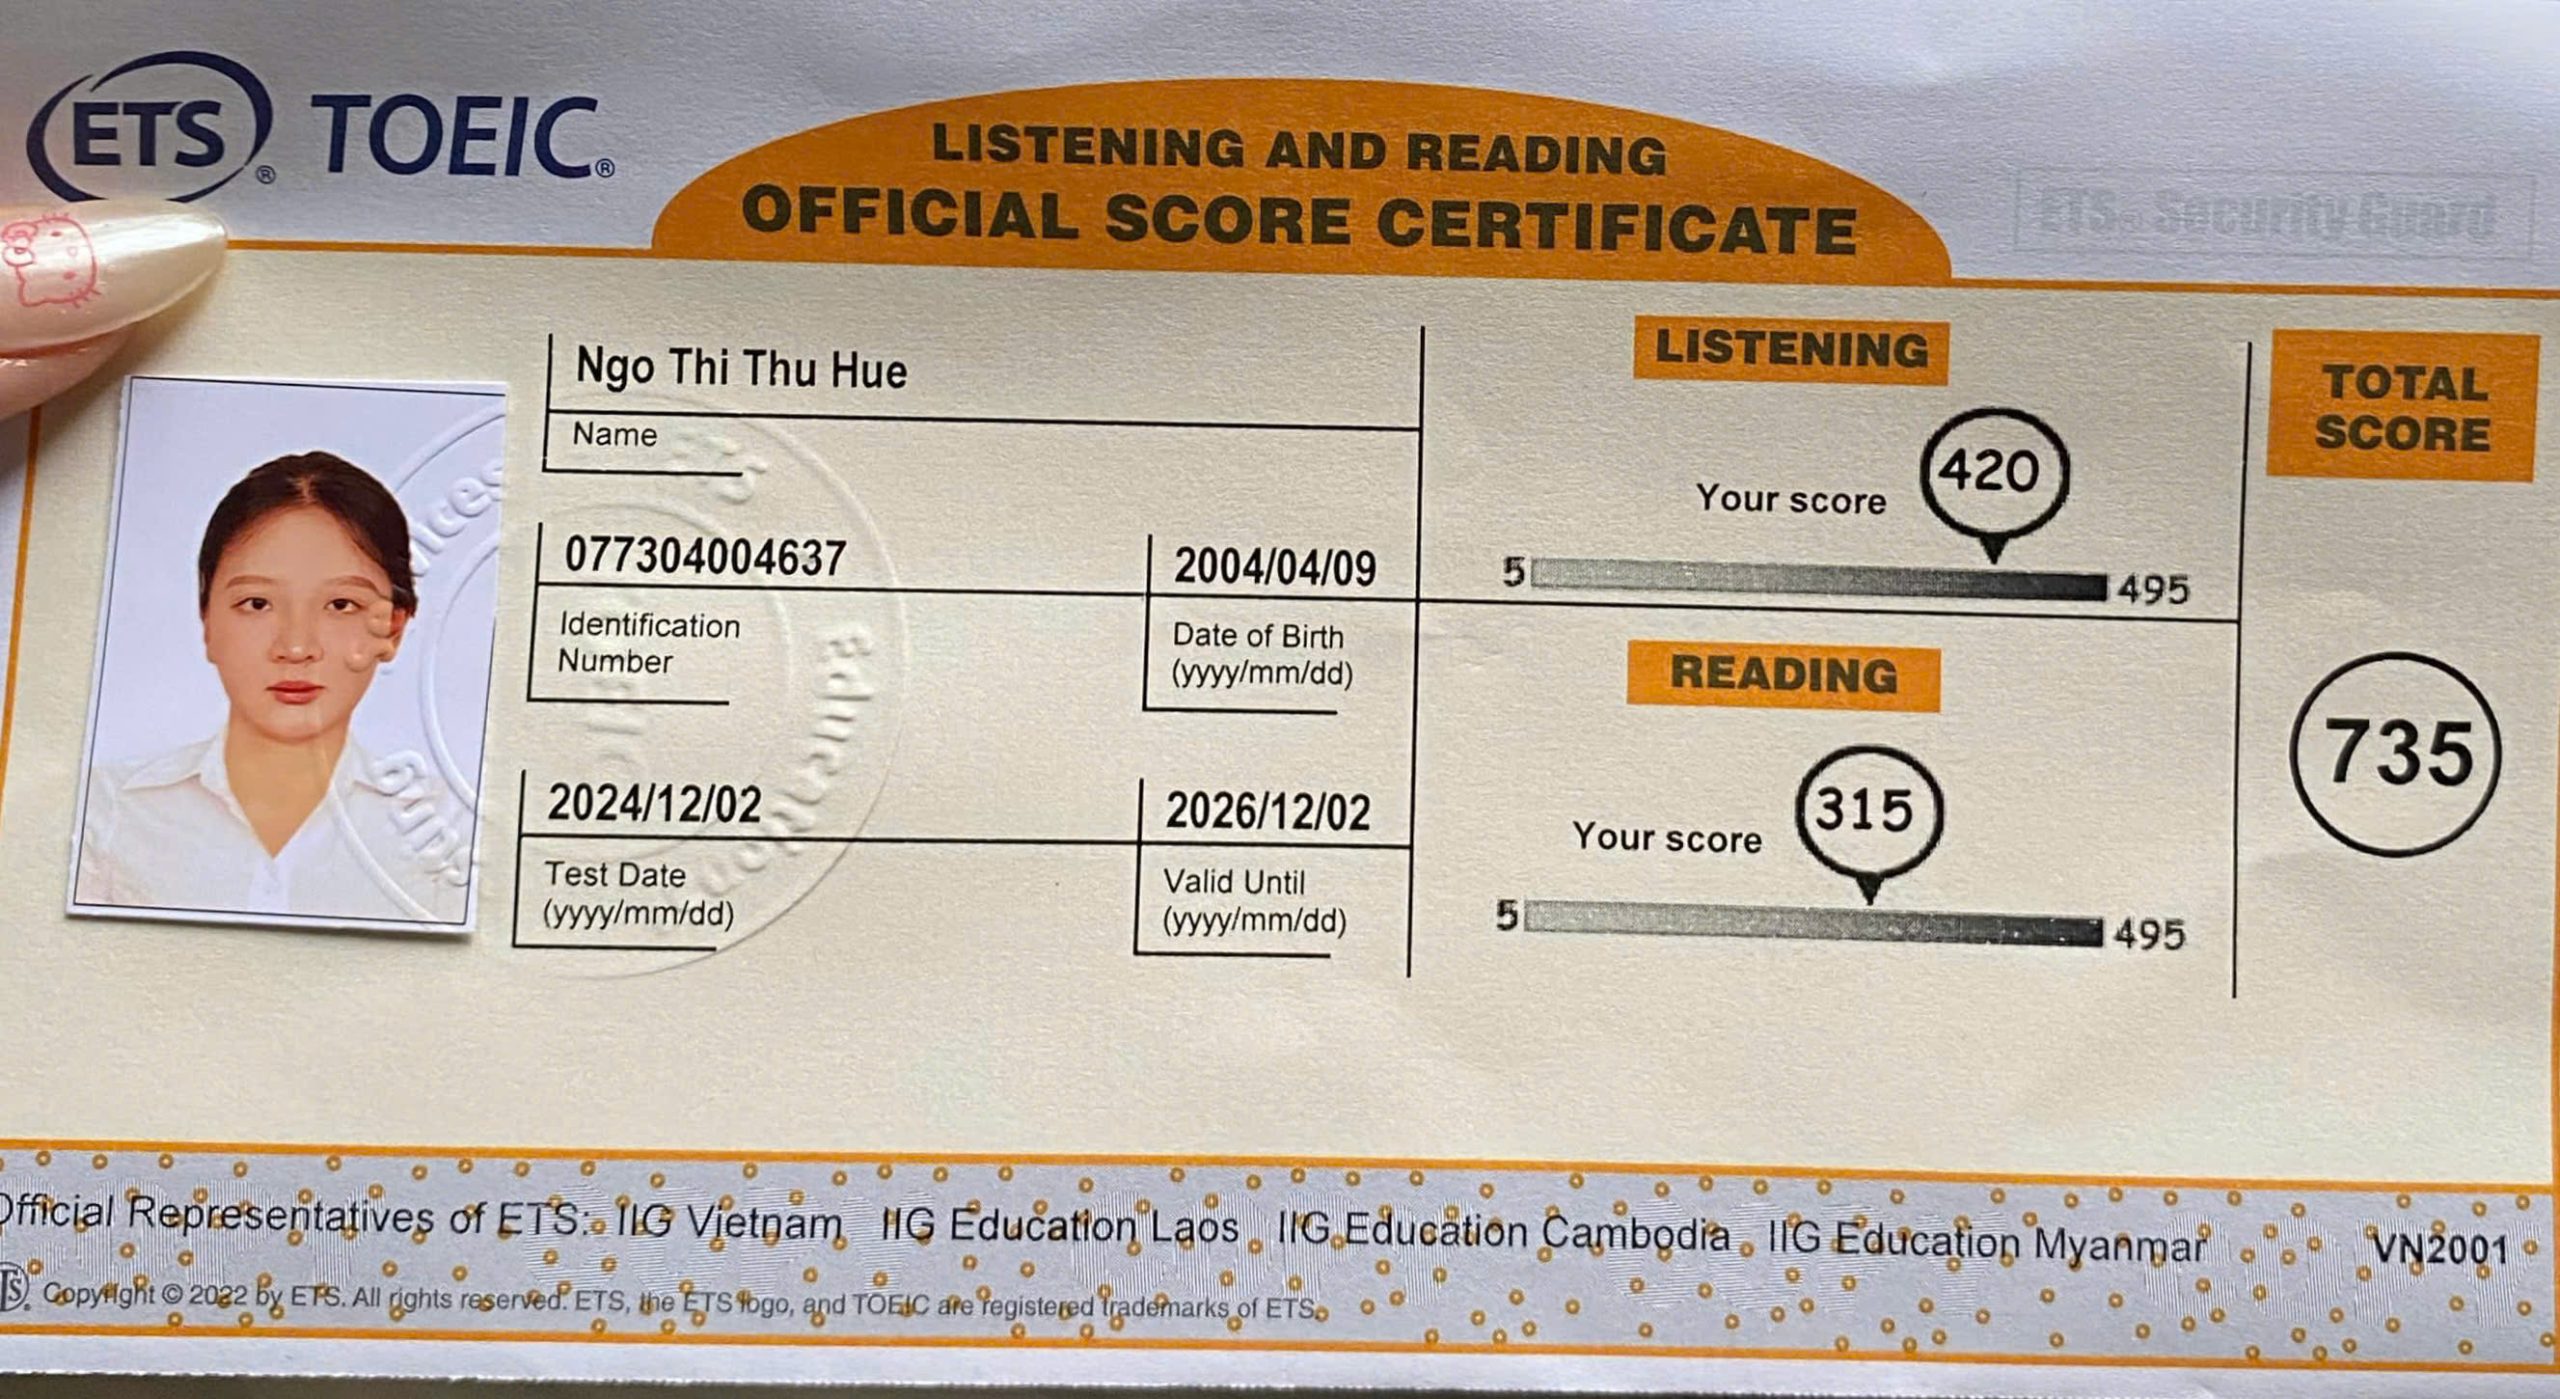 ETS® TOEIC®
LISTENING AND READING
OFFICIAL SCORE CERTIFICATE
ETS Security Guard
Ngo Thi Thu Hue
Name
077304004637
Identification
Number
2004/04/09
Date of Birth
(yyyy/mm/dd)
2024/12/02
Test Date
(yyyy/mm/dd)
2026/12/02
Valid Until
(yyyy/mm/dd)
LISTENING
Your score
420
5 495
READING
Your score
315
5 495
TOTAL
SCORE
735
Official Representatives of ETS: IIG Vietnam IIG Education Laos IIG Education Cambodia IIG Education Myanmar VN2001
Copyright © 2022 by ETS. All rights reserved. ETS, the ETS logo, and TOEIC are registered trademarks of ETS.